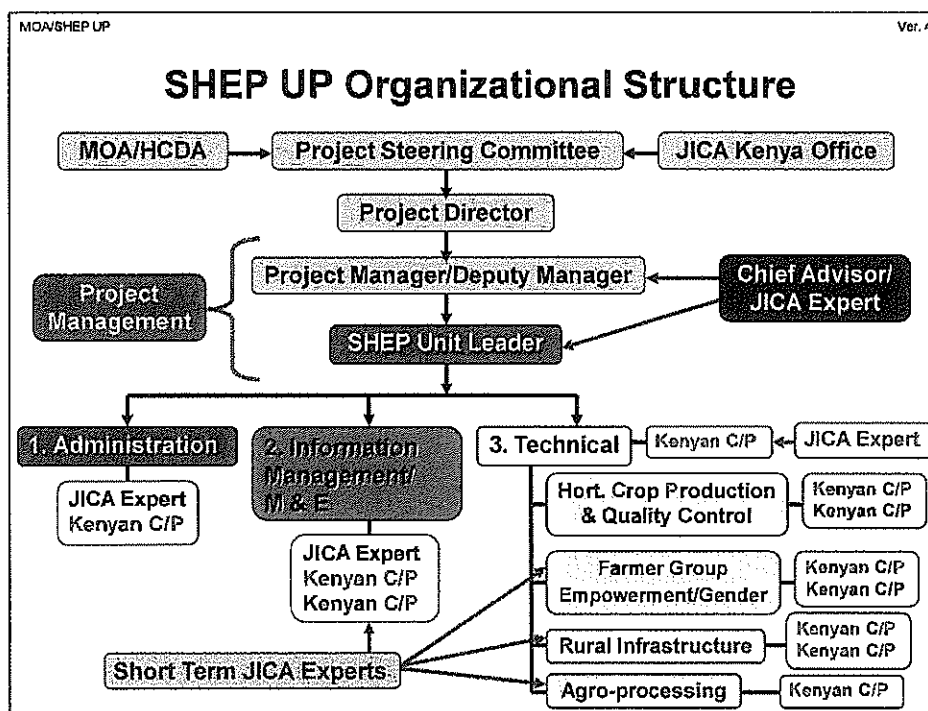 MOA/SHEP UP
Ver. 4
SHEP UP Organizational Structure
MOA/HCDA
Project Steering Committee
JICA Kenya Office
Project Director
Project Manager/Deputy Manager
Chief Advisor/
JICA Expert
Project
Management
SHEP Unit Leader
1. Administration
JICA Expert
Kenyan C/P
2. Information
Management/
M & E
JICA Expert
Kenyan C/P
Kenyan C/P
3. Technical
Kenyan C/P
JICA Expert
Hort. Crop Production
& Quality Control
Kenyan C/P
Kenyan C/P
Farmer Group
Empowerment/Gender
Kenyan C/P
Kenyan C/P
Rural Infrastructure
Kenyan C/P
Kenyan C/P
Short Term JICA Experts
Agro-processing
Kenyan C/P